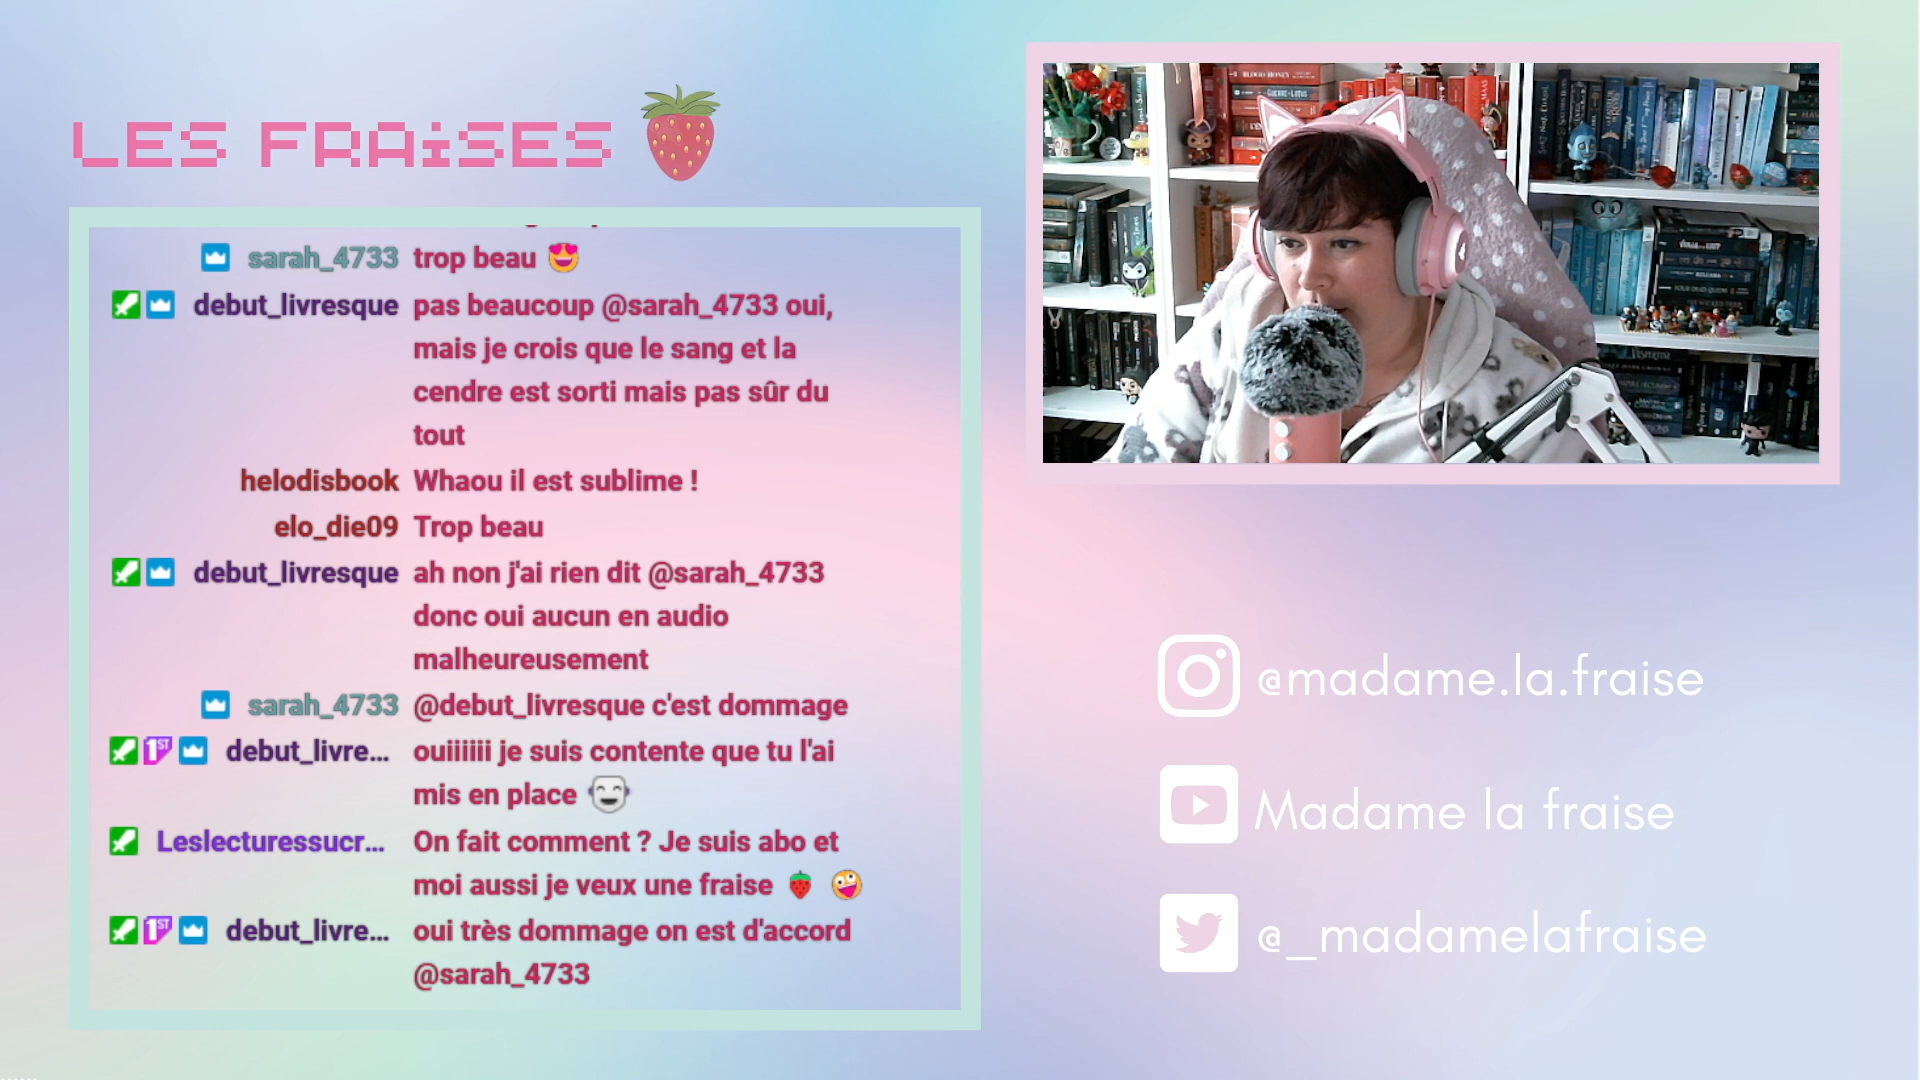 LES FRAiSES
sarah_4733 trop beau 😍
debut_livresque pas beaucoup @sarah_4733 oui,
mais je crois que le sang et la
cendre est sorti mais pas sûr du
tout
helodisbook Whaou il est sublime !
elo_die09 Trop beau
debut_livresque ah non j'ai rien dit @sarah_4733
donc oui aucun en audio
malheureusement
sarah_4733 @debut_livresque c'est dommage
1ST debut_livre... ouiiiiii je suis contente que tu l'ai
mis en place
Leslecturessucr... On fait comment ? Je suis abo et
moi aussi je veux une fraise 🍓 🤪
1ST debut_livre... oui très dommage on est d'accord
@sarah_4733
BLOOD HONEY
@madame.la.fraise
Madame la fraise
@_madamelafraise